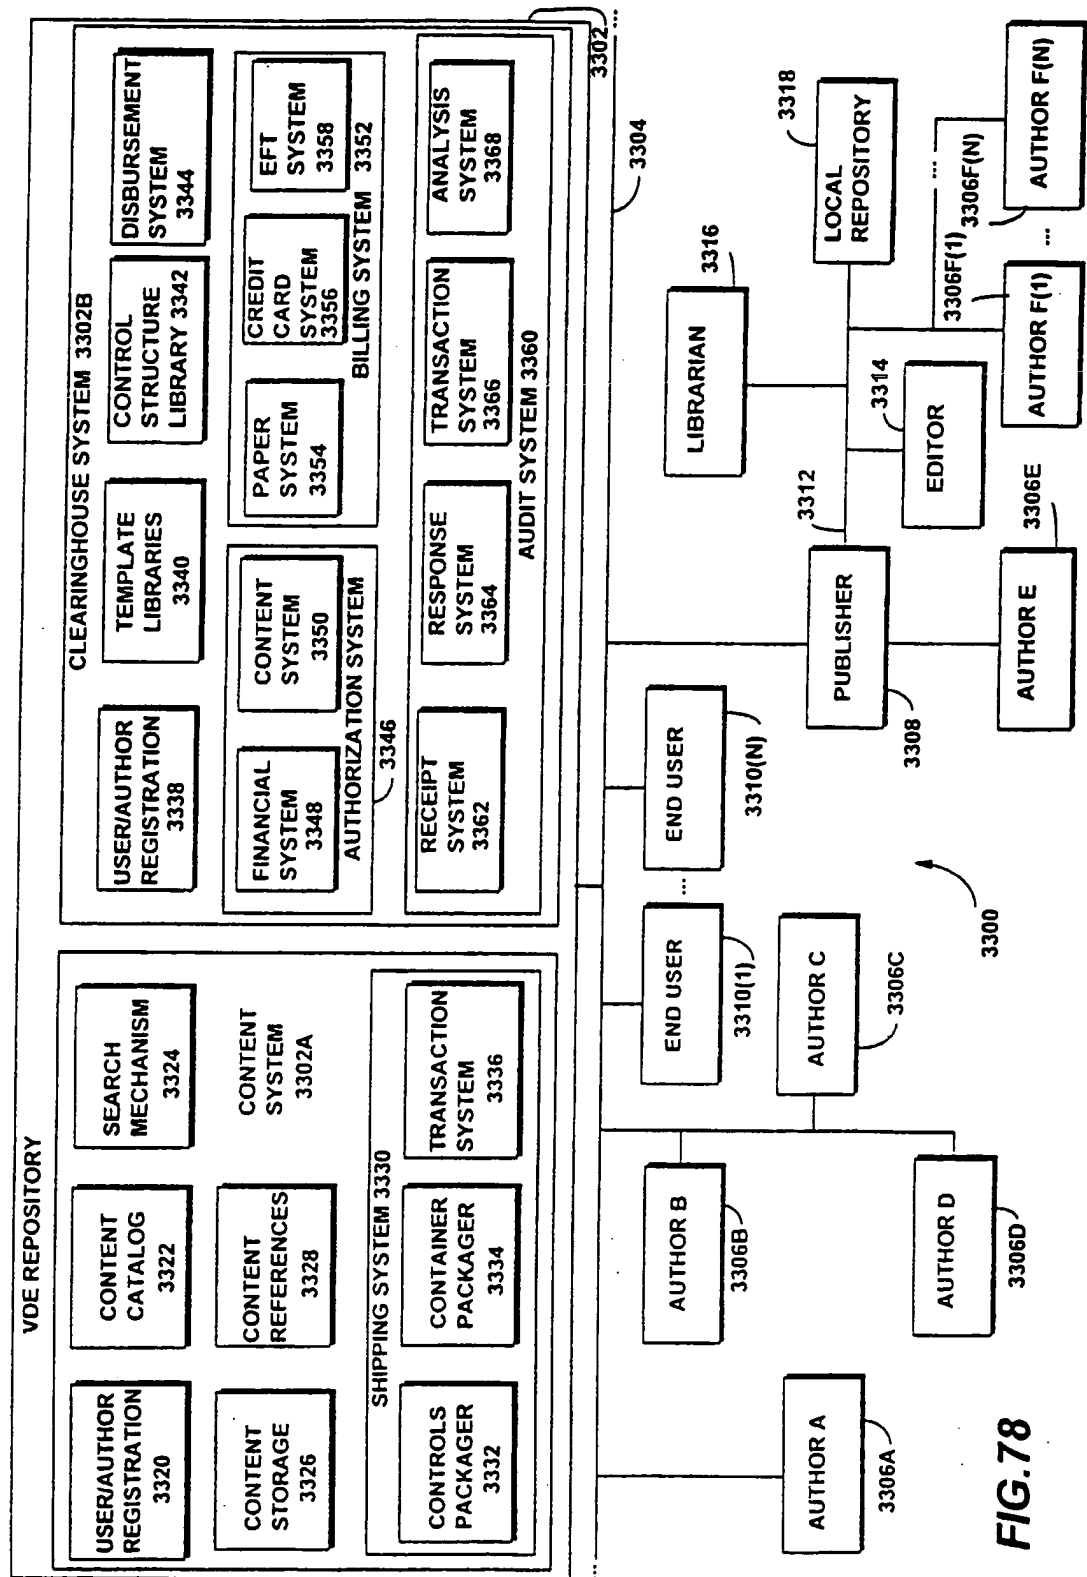 VDE REPOSITORY
USER/AUTHOR
REGISTRATION
3320
CONTENT
CATALOG
3322
SEARCH
MECHANISM
3324
CONTENT
STORAGE
3326
CONTENT
REFERENCES
3328
CONTENT
SYSTEM
3302A
SHIPPING SYSTEM 3330
CONTROLS
PACKAGER
3332
CONTAINER
PACKAGER
3334
TRANSACTION
SYSTEM
3336
CLEARINGHOUSE SYSTEM 3302B
USER/AUTHOR
REGISTRATION
3338
TEMPLATE
LIBRARIES
3340
CONTROL
STRUCTURE
LIBRARY 3342
DISBURSEMENT
SYSTEM
3344
FINANCIAL
SYSTEM
3348
CONTENT
SYSTEM
3350
AUTHORIZATION SYSTEM
3346
PAPER
SYSTEM
3354
CREDIT
CARD
SYSTEM
3356
EFT
SYSTEM
3358
BILLING SYSTEM 3352
RECEIPT
SYSTEM
3362
RESPONSE
SYSTEM
3364
TRANSACTION
SYSTEM
3366
ANALYSIS
SYSTEM
3368
AUDIT SYSTEM 3360
3302
...
...
3304
AUTHOR A
3306A
AUTHOR B
3306B
AUTHOR C
3306C
AUTHOR D
3306D
END USER
3310(1)
...
END USER
3310(N)
PUBLISHER
3308
3312
AUTHOR E
3306E
LIBRARIAN
3316
EDITOR
3314
LOCAL
REPOSITORY
3318
AUTHOR F(1)
3306F(1)
...
...
AUTHOR F(N)
3306F(N)
3300
FIG.78